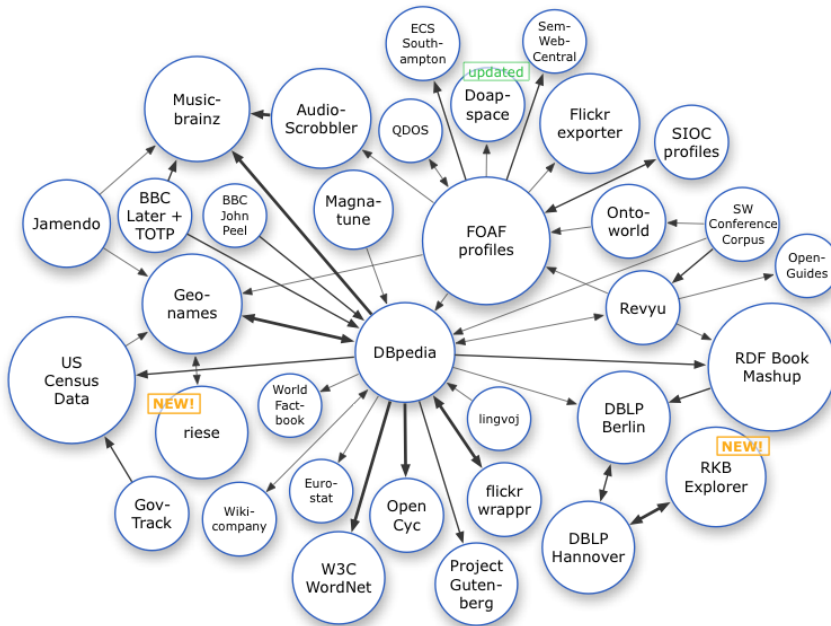 ECS
South-
ampton
Sem-
Web-
Central
updated
Doap-
space
Music-
brainz
Audio-
Scrobbler
QDOS
Flickr
exporter
SIOC
profiles
Jamendo
BBC
Later +
TOTP
BBC
John
Peel
Magna-
tune
FOAF
profiles
Onto-
world
SW
Conference
Corpus
Open-
Guides
Geo-
names
Revyu
DBpedia
US
Census
Data
RDF Book
Mashup
NEW!
riese
World
Fact-
book
lingvoj
DBLP
Berlin
NEW!
RKB
Explorer
Gov-
Track
Wiki-
company
Euro-
stat
Open
Cyc
flickr
wrappr
DBLP
Hannover
W3C
WordNet
Project
Guten-
berg